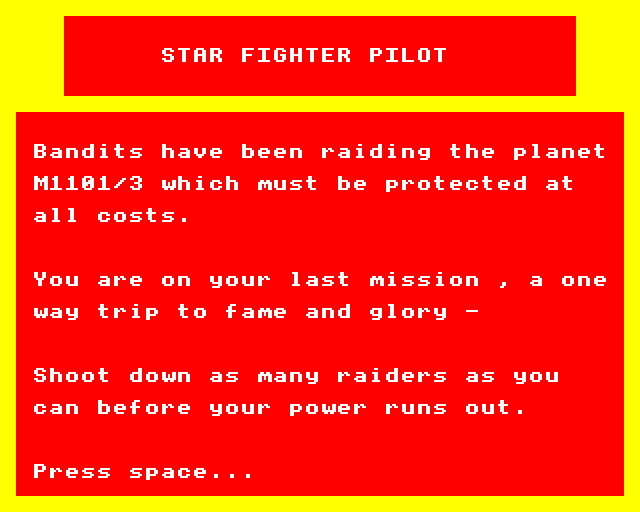 STAR FIGHTER PILOT
Bandits have been raiding the planet
M1101/3 which must be protected at
all costs.
You are on your last mission , a one
way trip to fame and glory -
Shoot down as many raiders as you
can before your power runs out.
Press space...